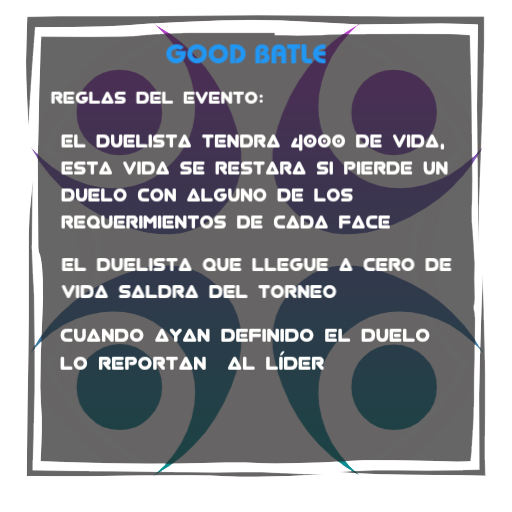 GOOD BATLE
REGLAS DEL EVENTO:
EL DUELISTA TENDRA 4000 DE VIDA,
ESTA VIDA SE RESTARA SI PIERDE UN
DUELO CON ALGUNO DE LOS
REQUERIMIENTOS DE CADA FACE
EL DUELISTA QUE LLEGUE A CERO DE
VIDA SALDRA DEL TORNEO
CUANDO AYAN DEFINIDO EL DUELO
LO REPORTAN AL LÍDER